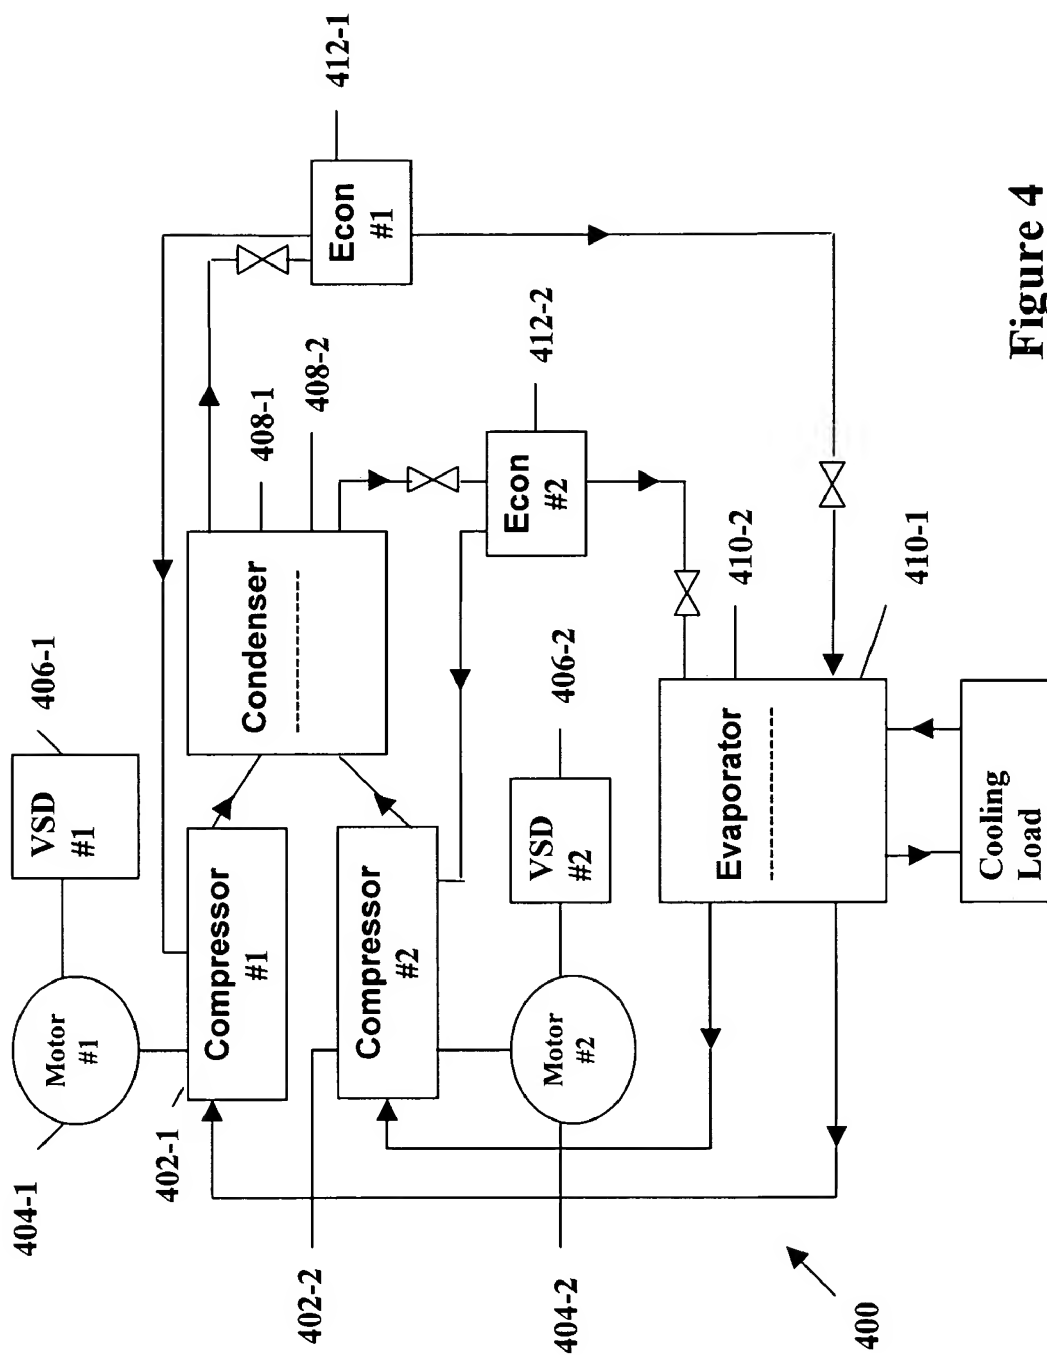 404-1
Motor
#1
VSD
#1
406-1
402-1
Compressor
#1
Condenser
408-1
408-2
Econ
#1
412-1
402-2
Compressor
#2
Econ
#2
412-2
404-2
Motor
#2
VSD
#2
406-2
Evaporator
410-2
410-1
400
Cooling
Load
Figure 4